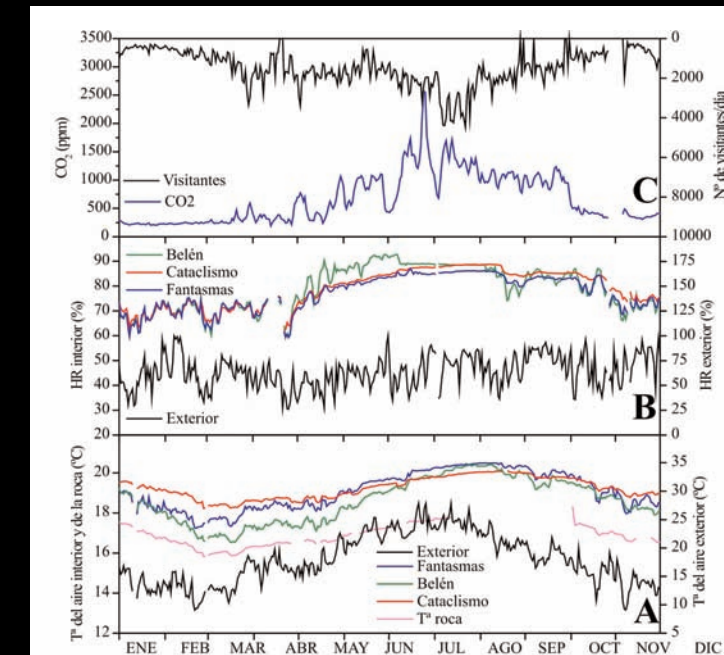 3500
3000
2500
2000
1500
1000
500
0
CO2 (ppm)
0
2000
4000
6000
8000
10000
Nº de visitantes/dia
Visitantes
CO2
C
90
80
70
60
50
40
30
20
HR interior (%)
175
150
125
100
75
50
25
0
HR exterior (%)
Belén
Cataclismo
Fantasmas
Exterior
B
20
18
16
14
12
Tª del aire interior y de la roca (ºC)
35
30
25
20
15
10
5
Tª del aire exterior (ºC)
Exterior
Fantasmas
Belén
Cataclismo
Tª roca
A
ENE FEB MAR ABR MAY JUN JUL AGO SEP OCT NOV DIC